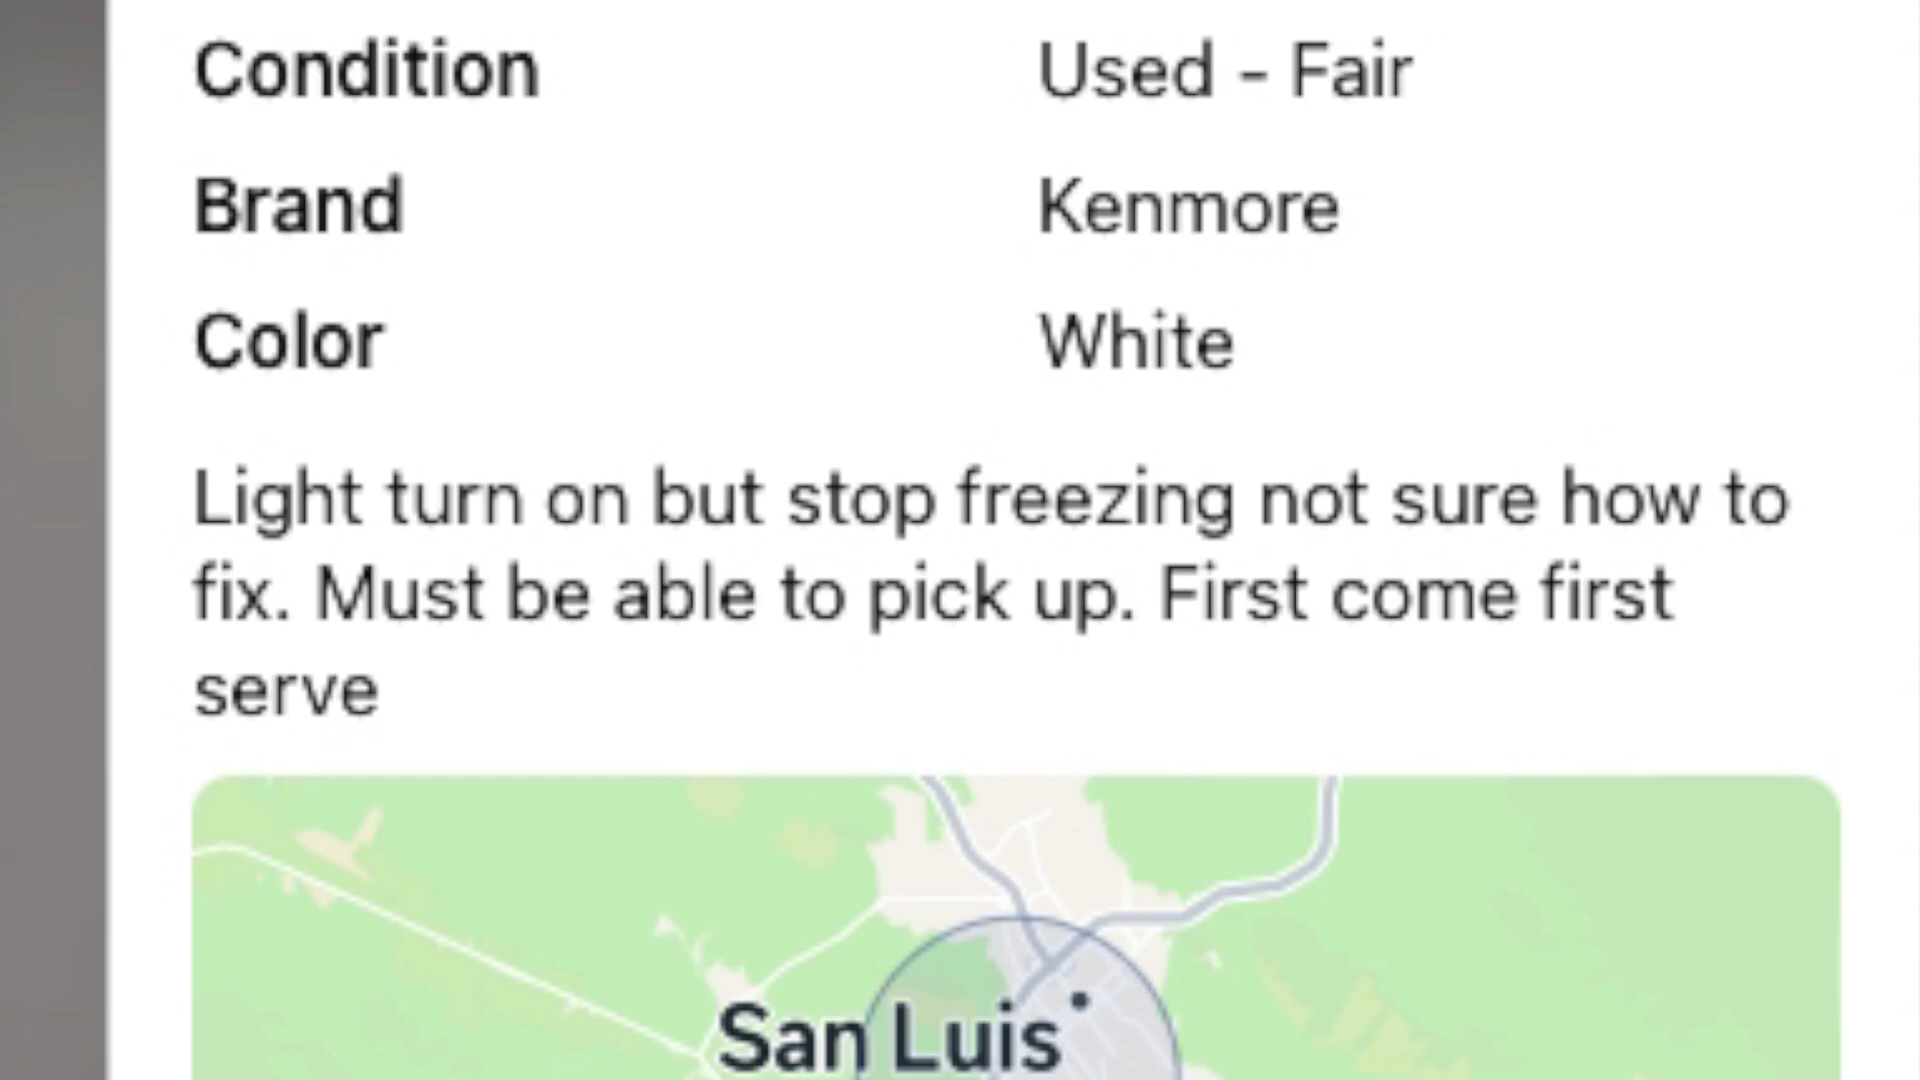 Condition Used - Fair
Brand Kenmore
Color White
Light turn on but stop freezing not sure how to
fix. Must be able to pick up. First come first
serve
San Luis